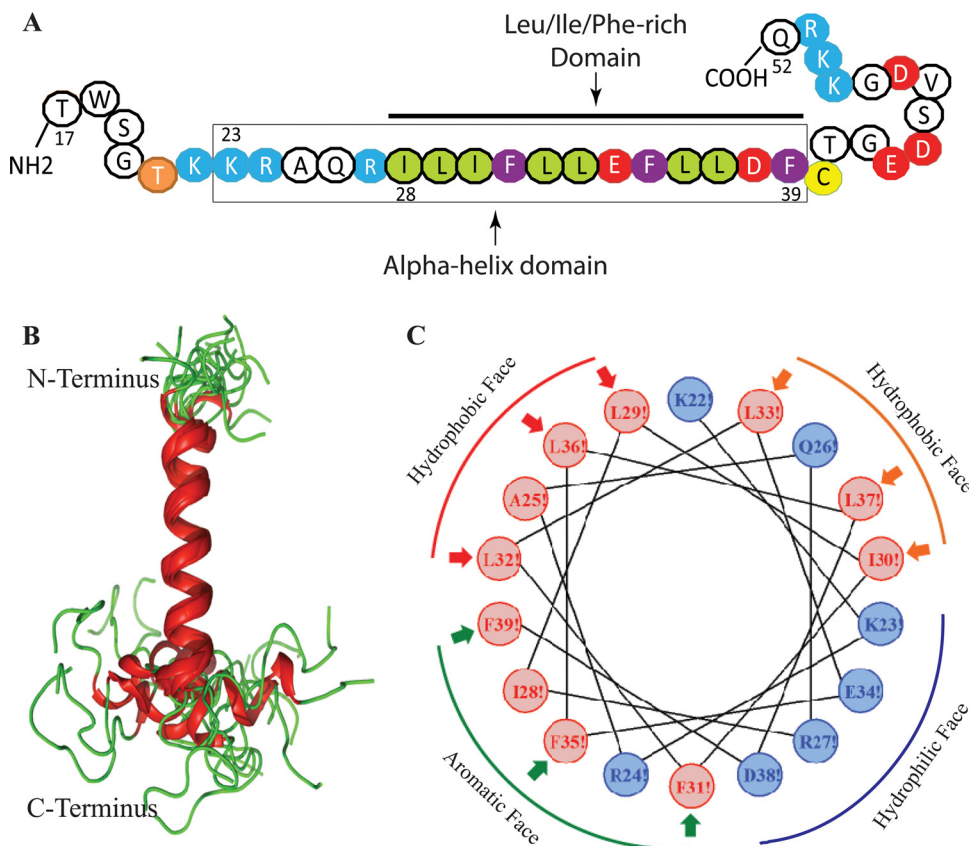 A
Leu/Ile/Phe-rich
Domain
Q R K K G D V S D E G T C
COOH
52
T W S G T K K R A Q R I L I F L L E F L L D F
17
NH2
23
28
39
Alpha-helix domain
B
N-Terminus
C-Terminus
C
Hydrophobic Face
Hydrophobic Face
L29!
K22!
L33!
L36!
Q26!
A25!
L37!
L32!
I30!
F39!
K23!
I28!
E34!
F35!
R27!
R24!
F31!
D38!
Aromatic Face
Hydrophilic Face